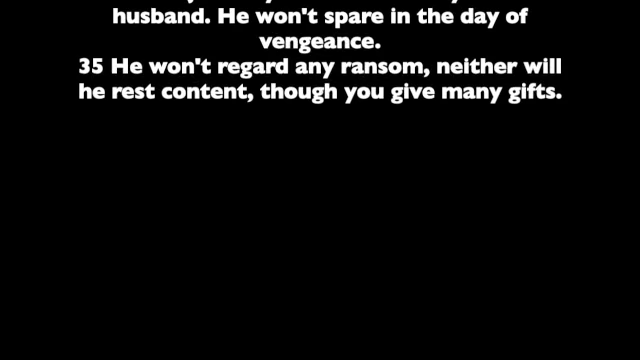 husband. He won't spare in the day of
vengeance.
35 He won't regard any ransom, neither will
he rest content, though you give many gifts.